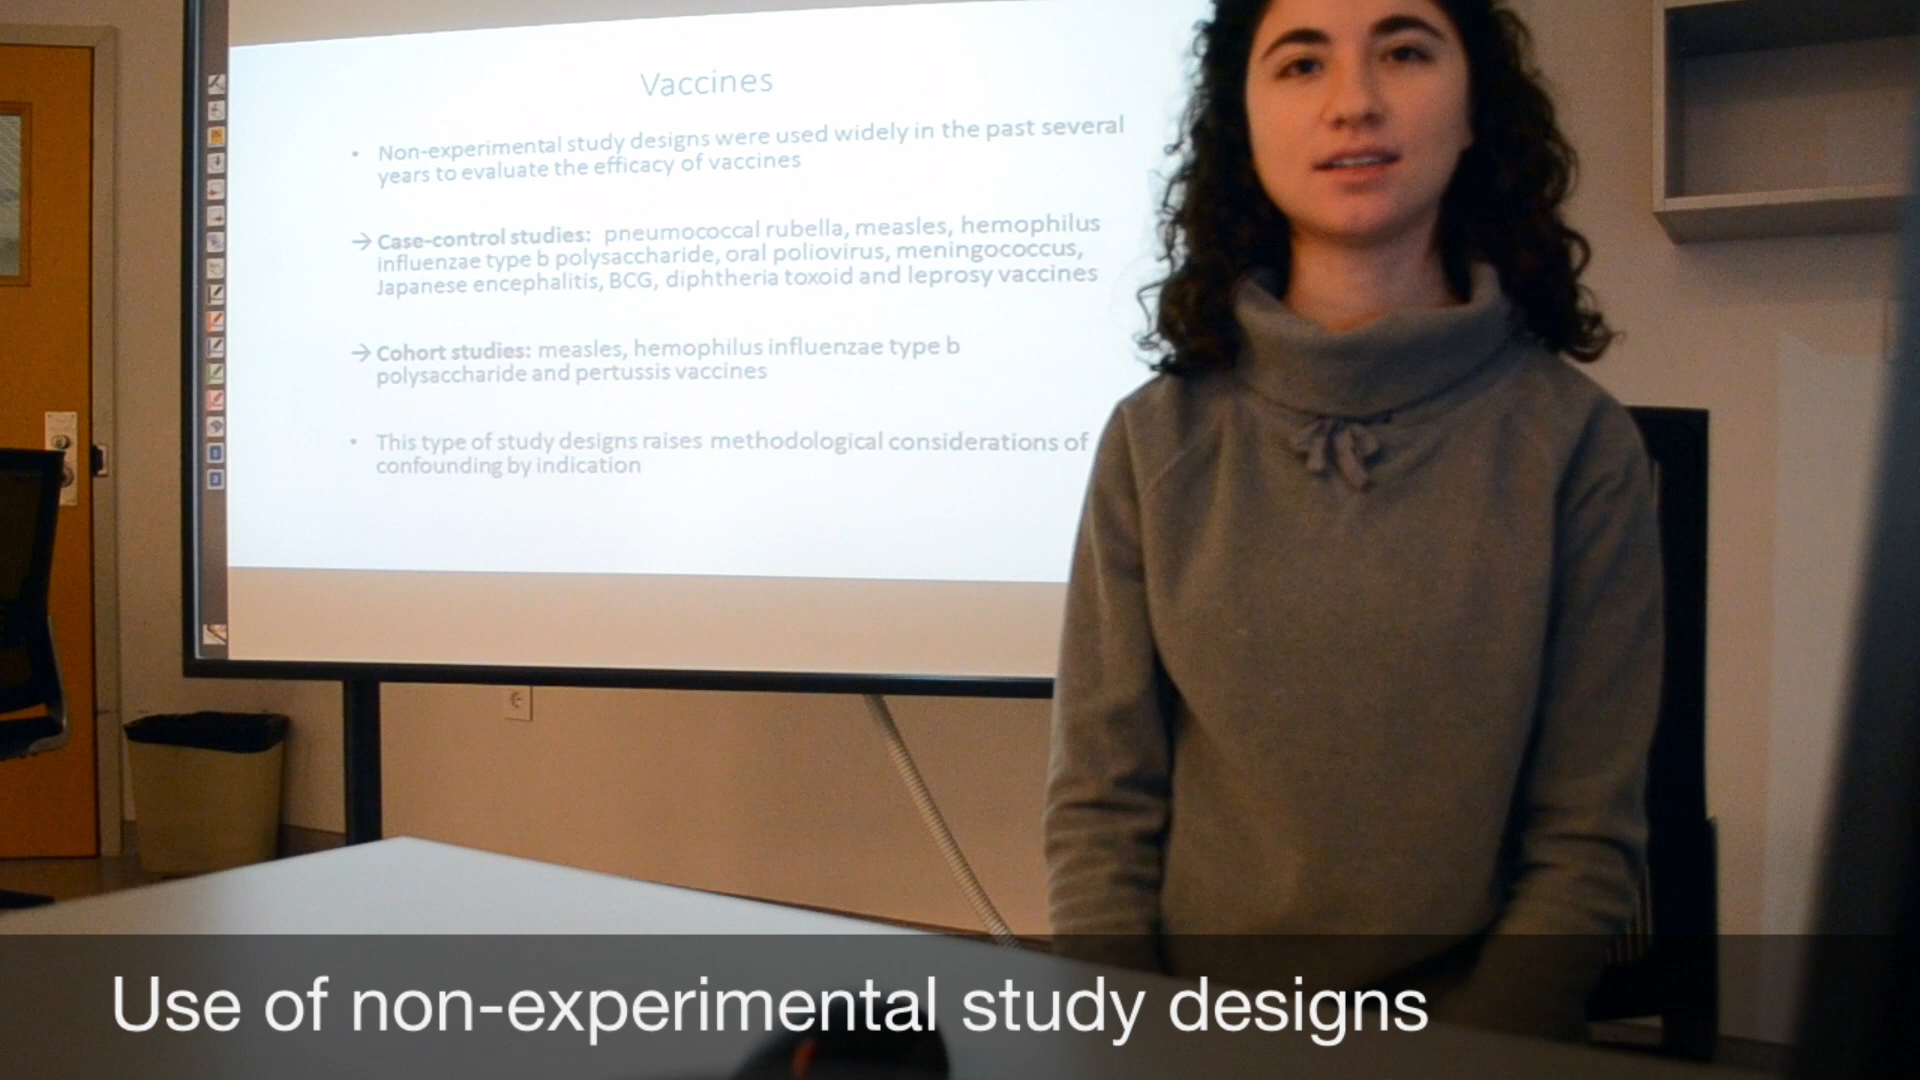 Vaccines
• Non-experimental study designs were used widely in the past several
years to evaluate the efficacy of vaccines
→ Case-control studies: pneumococcal rubella, measles, hemophilus
influenzae type b polysaccharide, oral poliovirus, meningococcus,
Japanese encephalitis, BCG, diphtheria toxoid and leprosy vaccines
→ Cohort studies: measles, hemophilus influenzae type b
polysaccharide and pertussis vaccines
• This type of study designs raises methodological considerations of
confounding by indication
Use of non-experimental study designs